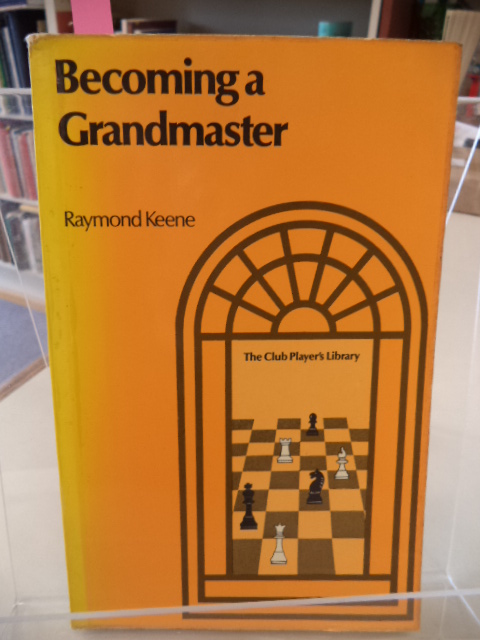 Becoming a
Grandmaster
Raymond Keene
The Club Player's Library